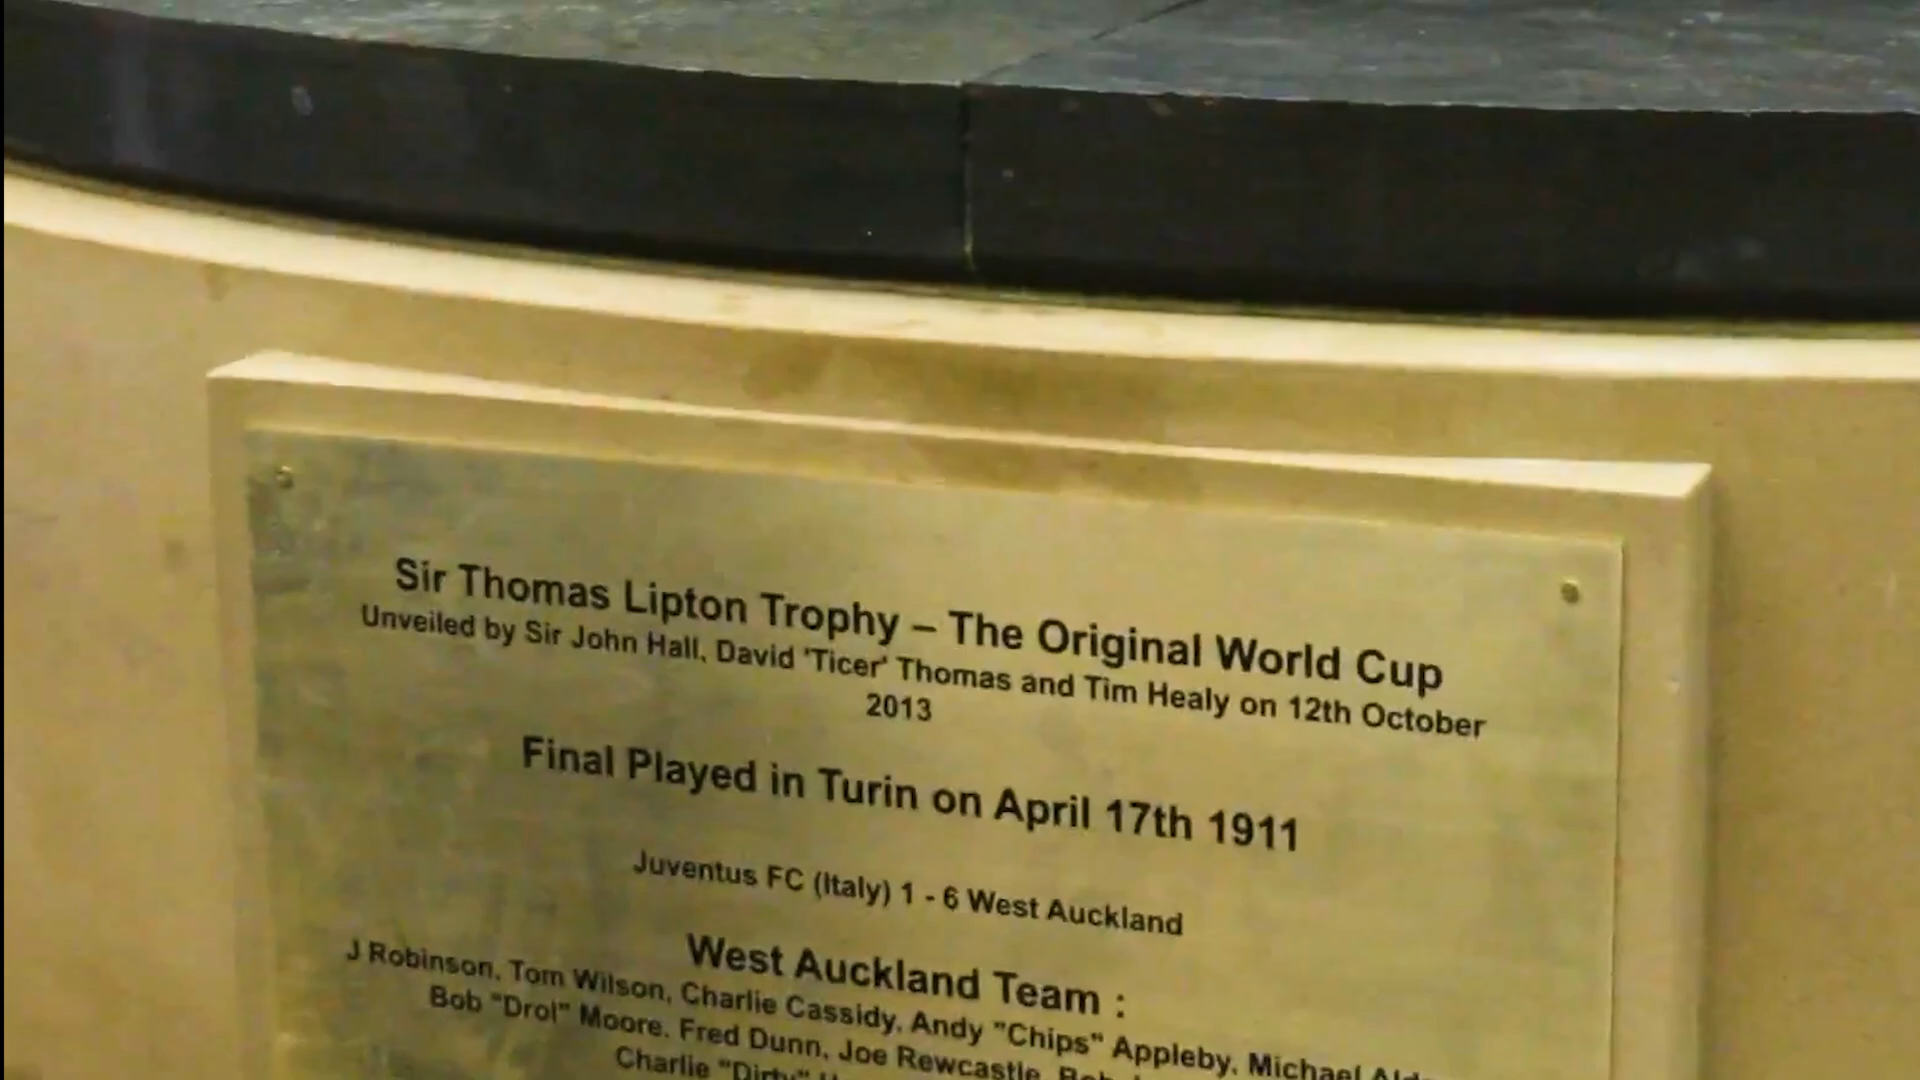 Sir Thomas Lipton Trophy – The Original World Cup
Unveiled by Sir John Hall, David 'Ticer' Thomas and Tim Healy on 12th October
2013
Final Played in Turin on April 17th 1911
Juventus FC (Italy) 1 - 6 West Auckland
West Auckland Team :
J Robinson, Tom Wilson, Charlie Cassidy, Andy "Chips" Appleby, Michael
Bob "Drol" Moore. Fred Dunn, Joe Rewcastle,
Charlie "Dirty"